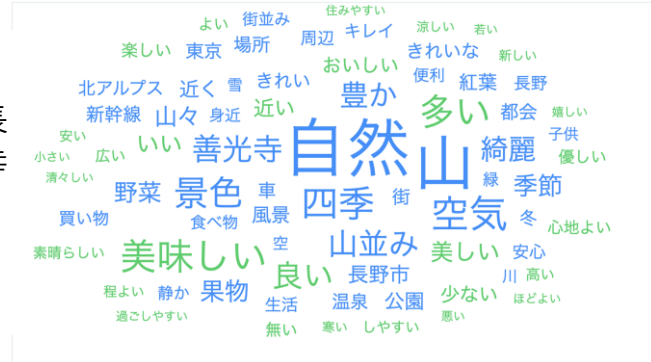 住みやすい
よい 街並み 周辺 キレイ 涼しい 若い
楽しい 東京 場所 おいしい きれいな 新しい
北アルプス 近く 雪 きれい 豊か 便利 紅葉 長野
新幹線 山々 身近 近い 多い 都会 嬉しい
安い いい 善光寺 自然 山 綺麗 子供
小さい 広い 優しい
清々しい 野菜 景色 車 四季 街 空気 緑 季節
買い物 食べ物 風景 冬 心地よい
素晴らしい 美味しい 空 山並み 美しい 安心
良い 長野市 川 高い
程よい 静か 果物 生活 温泉 公園 少ない ほどよい
過ごしやすい 無い 寒い しやすい 悪い